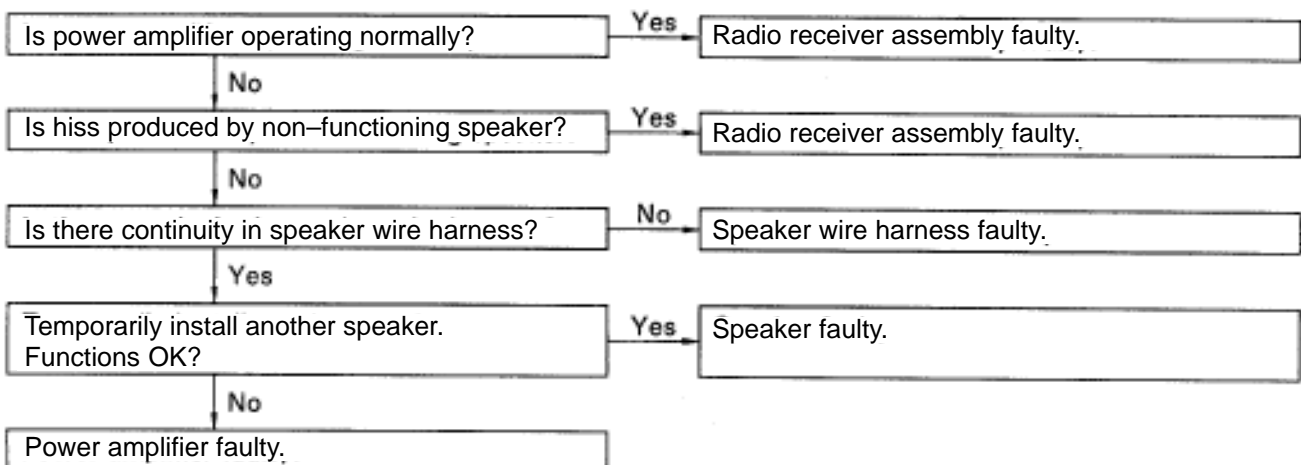 Is power amplifier operating normally?
Yes
Radio receiver assembly faulty.
No
Is hiss produced by non–functioning speaker?
Yes
Radio receiver assembly faulty.
No
Is there continuity in speaker wire harness?
No
Speaker wire harness faulty.
Yes
Temporarily install another speaker.
Functions OK?
Yes
Speaker faulty.
No
Power amplifier faulty.